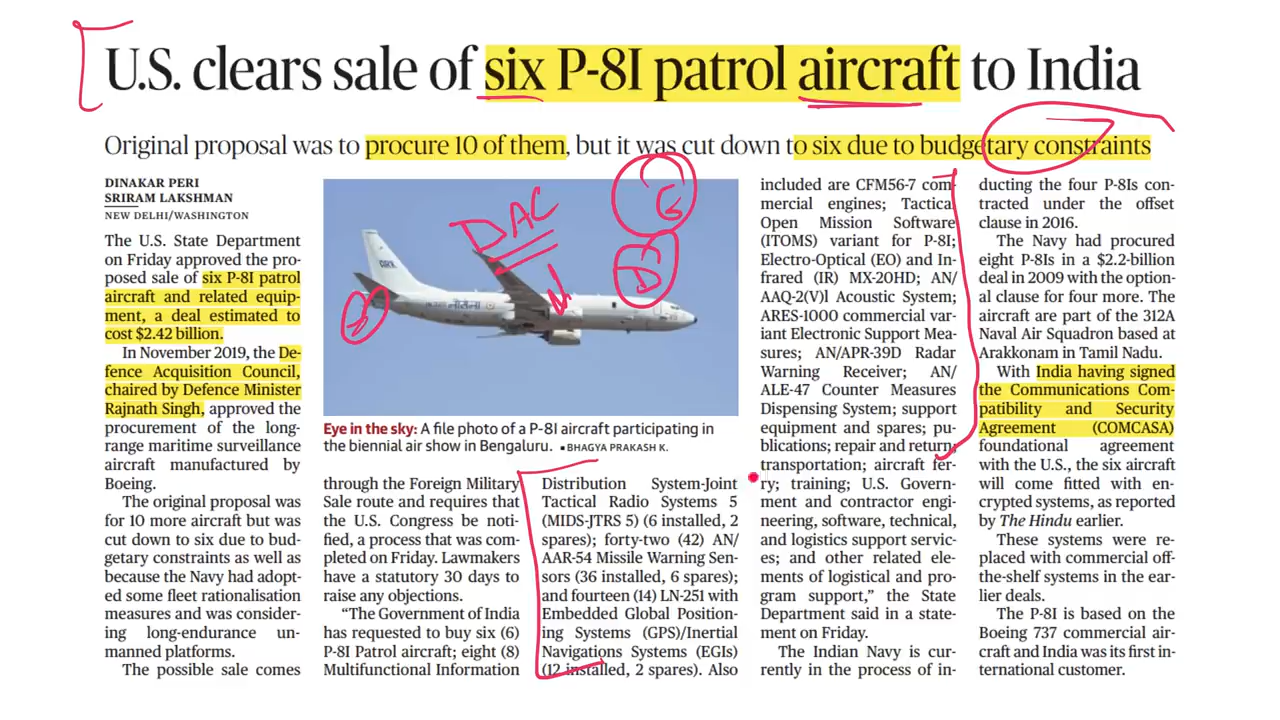 U.S. clears sale of six P-8I patrol aircraft to India
Original proposal was to procure 10 of them, but it was cut down to six due to budgetary constraints
DINAKAR PERI
SRIRAM LAKSHMAN
NEW DELHI/WASHINGTON
The U.S. State Department
on Friday approved the pro-
posed sale of six P-8I patrol
aircraft and related equip-
ment, a deal estimated to
cost $2.42 billion.
In November 2019, the De-
fence Acquisition Council,
chaired by Defence Minister
Rajnath Singh, approved the
procurement of the long-
range maritime surveillance
aircraft manufactured by
Boeing.
The original proposal was
for 10 more aircraft but was
cut down to six due to bud-
getary constraints as well as
because the Navy had adopt-
ed some fleet rationalisation
measures and was consider-
ing long-endurance un-
manned platforms.
The possible sale comes
DAC
G
D
N
Eye in the sky: A file photo of a P-8I aircraft participating in
the biennial air show in Bengaluru. ▪BHAGYA PRAKASH K.
through the Foreign Military
Sale route and requires that
the U.S. Congress be noti-
fied, a process that was com-
pleted on Friday. Lawmakers
have a statutory 30 days to
raise any objections.
“The Government of India
has requested to buy six (6)
P-8I Patrol aircraft; eight (8)
Multifunctional Information
Distribution System-Joint
Tactical Radio Systems 5
(MIDS-JTRS 5) (6 installed, 2
spares); forty-two (42) AN/
AAR-54 Missile Warning Sen-
sors (36 installed, 6 spares);
and fourteen (14) LN-251 with
Embedded Global Position-
ing Systems (GPS)/Inertial
Navigations Systems (EGIs)
(12 installed, 2 spares). Also
included are CFM56-7 com-
mercial engines; Tactical
Open Mission Software
(ITOMS) variant for P-8I;
Electro-Optical (EO) and In-
frared (IR) MX-20HD; AN/
AAQ-2(V)l Acoustic System;
ARES-1000 commercial var-
iant Electronic Support Mea-
sures; AN/APR-39D Radar
Warning Receiver; AN/
ALE-47 Counter Measures
Dispensing System; support
equipment and spares; pu-
blications; repair and return;
transportation; aircraft fer-
ry; training; U.S. Govern-
ment and contractor engi-
neering, software, technical,
and logistics support servic-
es; and other related ele-
ments of logistical and pro-
gram support,” the State
Department said in a state-
ment on Friday.
The Indian Navy is cur-
rently in the process of in-
ducting the four P-8Is con-
tracted under the offset
clause in 2016.
The Navy had procured
eight P-8Is in a $2.2-billion
deal in 2009 with the option-
al clause for four more. The
aircraft are part of the 312A
Naval Air Squadron based at
Arakkonam in Tamil Nadu.
With India having signed
the Communications Com-
patibility and Security
Agreement (COMCASA)
foundational agreement
with the U.S., the six aircraft
will come fitted with en-
crypted systems, as reported
by The Hindu earlier.
These systems were re-
placed with commercial off-
the-shelf systems in the ear-
lier deals.
The P-8I is based on the
Boeing 737 commercial air-
craft and India was its first in-
ternational customer.